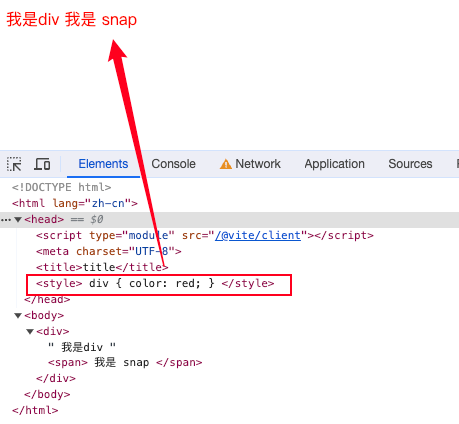 我是div 我是 snap
Elements Console Network Application Sources
<!DOCTYPE html>
<html lang="zh-cn">
<head> == $0
<script type="module" src="/@vite/client"></script>
<meta charset="UTF-8">
<title>title</title>
<style> div { color: red; } </style>
</head>
<body>
<div>
" 我是div "
<span> 我是 snap </span>
</div>
</body>
</html>